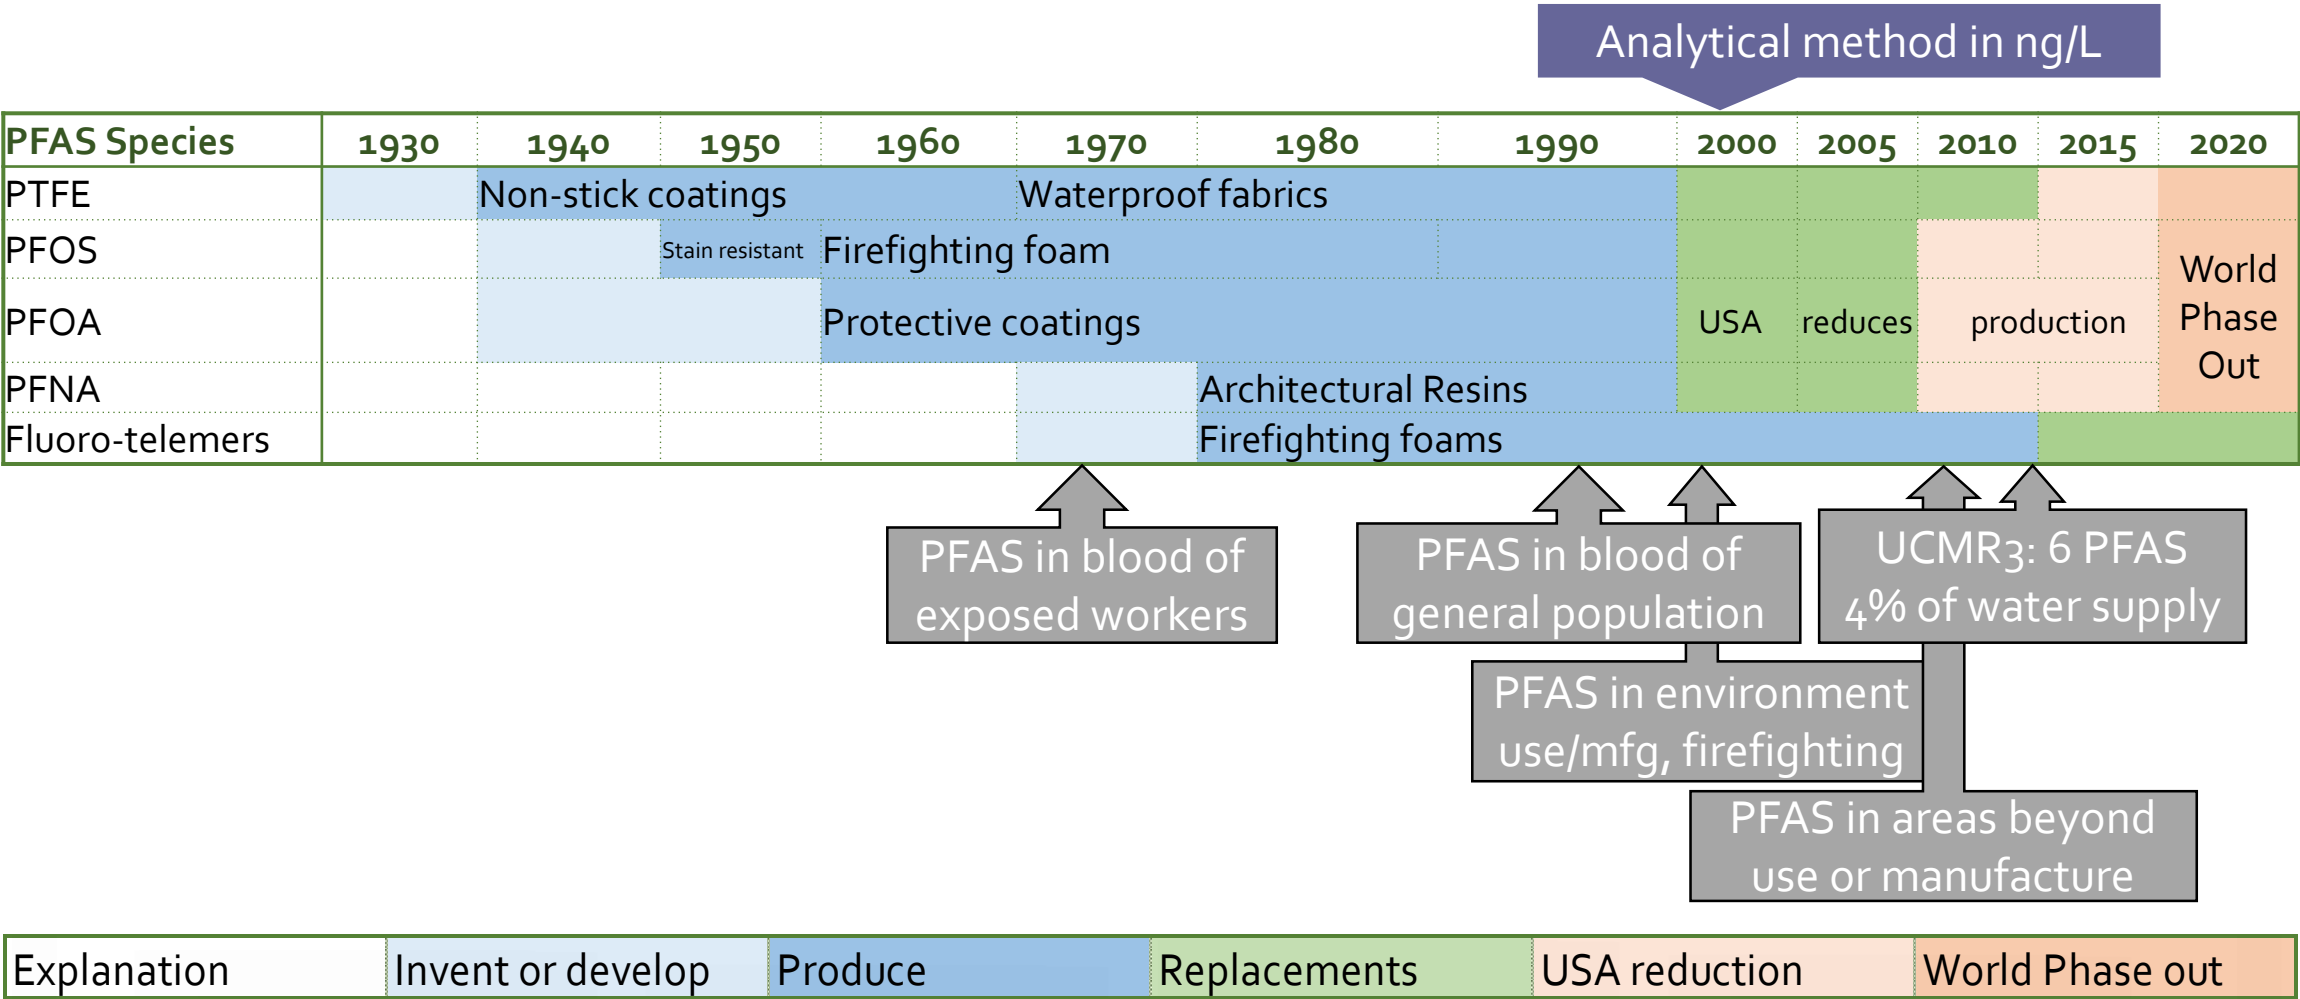 Analytical method in ng/L
PFAS Species 1930 1940 1950 1960 1970 1980 1990 2000 2005 2010 2015 2020
PTFE Non-stick coatings Waterproof fabrics
PFOS Stain resistant Firefighting foam
PFOA Protective coatings USA reduces production
World
Phase
Out
PFNA Architectural Resins
Fluoro-telemers Firefighting foams
PFAS in blood of
exposed workers
PFAS in blood of
general population
UCMR3: 6 PFAS
4% of water supply
PFAS in environment
use/mfg, firefighting
PFAS in areas beyond
use or manufacture
Explanation Invent or develop Produce Replacements USA reduction World Phase out